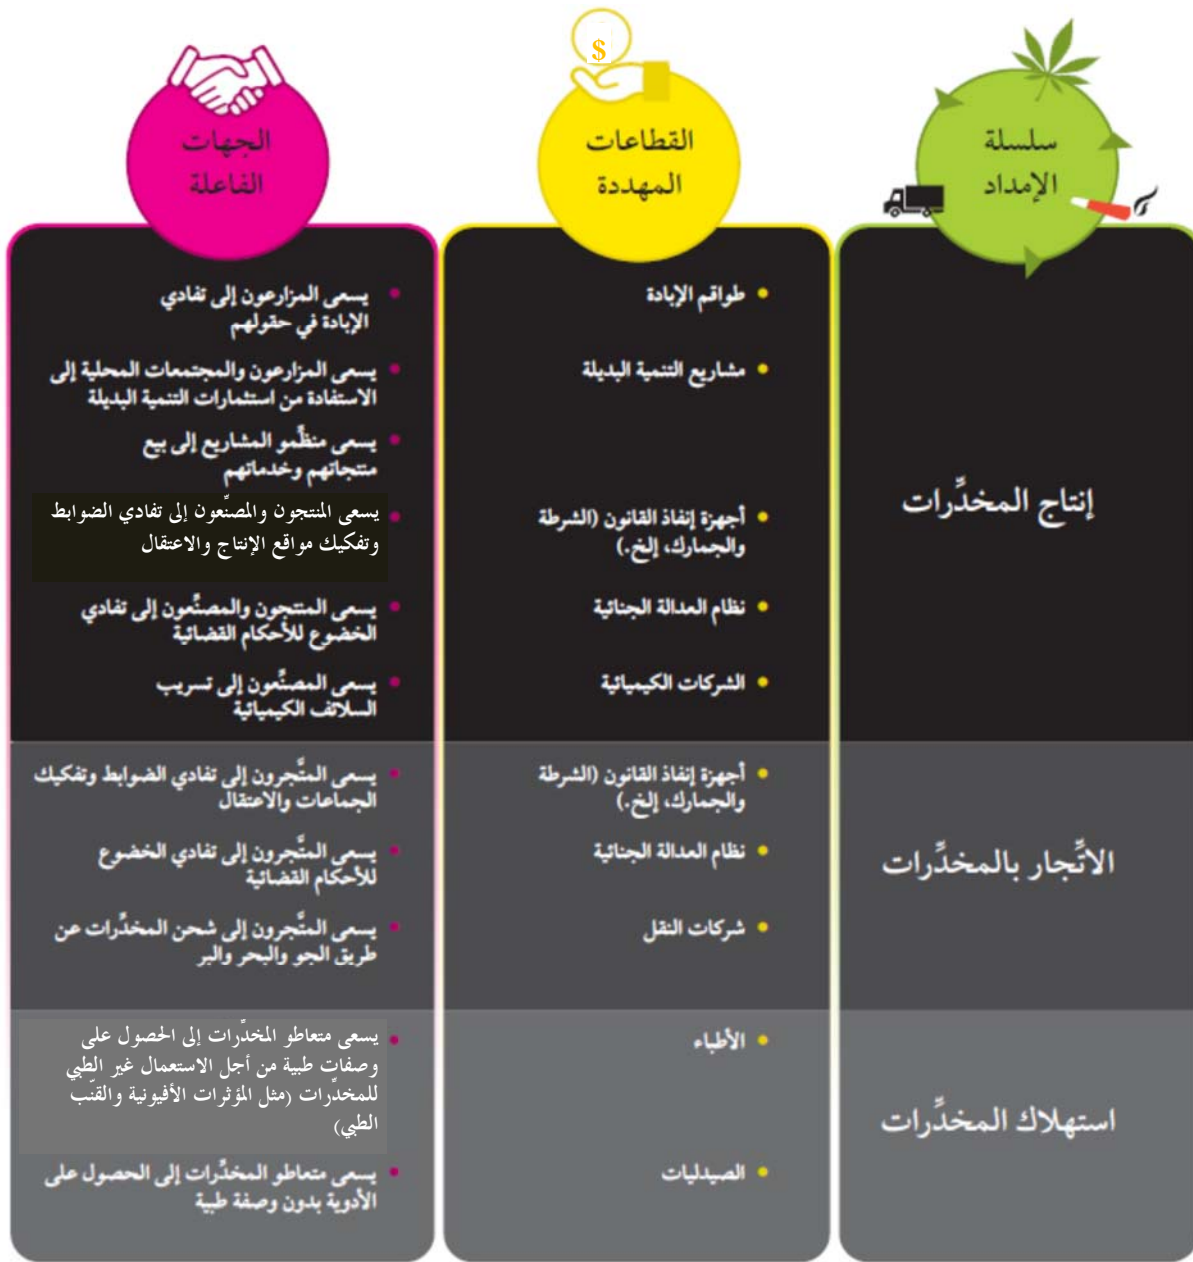 سلسلة
الإمداد
$
القطاعات
المهددة
الجهات
الفاعلة
إنتاج المخدِّرات
• طواقم الإبادة
• مشاريع التنمية البديلة
• أجهزة إنفاذ القانون (الشرطة
والجمارك، إلخ.)
• نظام العدالة الجنائية
• الشركات الكيميائية
• يسعى المزارعون إلى تفادي
الإبادة في حقولهم
• يسعى المزارعون والمجتمعات المحلية إلى
الاستفادة من استثمارات التنمية البديلة
• يسعى منظِّمو المشاريع إلى بيع
منتجاتهم وخدماتهم
• يسعى المنتجون والمصنِّعون إلى تفادي الضوابط
وتفكيك مواقع الإنتاج والاعتقال
• يسعى المنتجون والمصنِّعون إلى تفادي
الخضوع للأحكام القضائية
• يسعى المصنِّعون إلى تسريب
السلائف الكيميائية
الاتِّجار بالمخدِّرات
• أجهزة إنفاذ القانون (الشرطة
والجمارك، إلخ.)
• نظام العدالة الجنائية
• شركات النقل
• يسعى المتَّجرون إلى تفادي الضوابط وتفكيك
الجماعات والاعتقال
• يسعى المتَّجرون إلى تفادي الخضوع
للأحكام القضائية
• يسعى المتَّجرون إلى شحن المخدِّرات عن
طريق الجو والبحر والبر
استهلاك المخدِّرات
• الأطباء
• الصيدليات
• يسعى متعاطو المخدِّرات إلى الحصول على
وصفات طبية من أجل الاستعمال غير الطبي
للمخدِّرات (مثل المؤثرات الأفيونية والقنّب
الطبي)
• يسعى متعاطو المخدِّرات إلى الحصول على
الأدوية بدون وصفة طبية